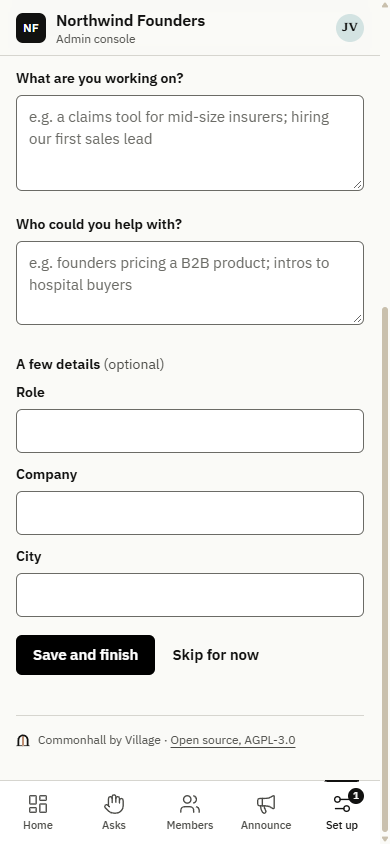 NF
Northwind Founders
Admin console
JV
What are you working on?
e.g. a claims tool for mid-size insurers; hiring
our first sales lead
Who could you help with?
e.g. founders pricing a B2B product; intros to
hospital buyers
A few details (optional)
Role
Company
City
Save and finish
Skip for now
Commonhall by Village · Open source, AGPL-3.0
1
Home
Asks
Members
Announce
Set up